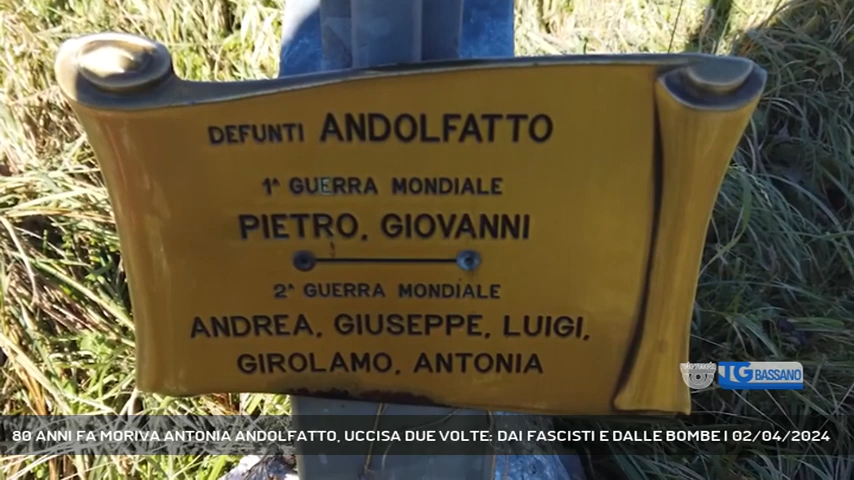 DEFUNTI ANDOLFATTO
1ª GUERRA MONDIALE
PIETRO, GIOVANNI
2ª GUERRA MONDIALE
ANDREA, GIUSEPPE, LUIGI,
GIROLAMO, ANTONIA
TG BASSANO
80 ANNI FA MORIVA ANTONIA ANDOLFATTO, UCCISA DUE VOLTE: DAI FASCISTI E DALLE BOMBE | 02/04/2024